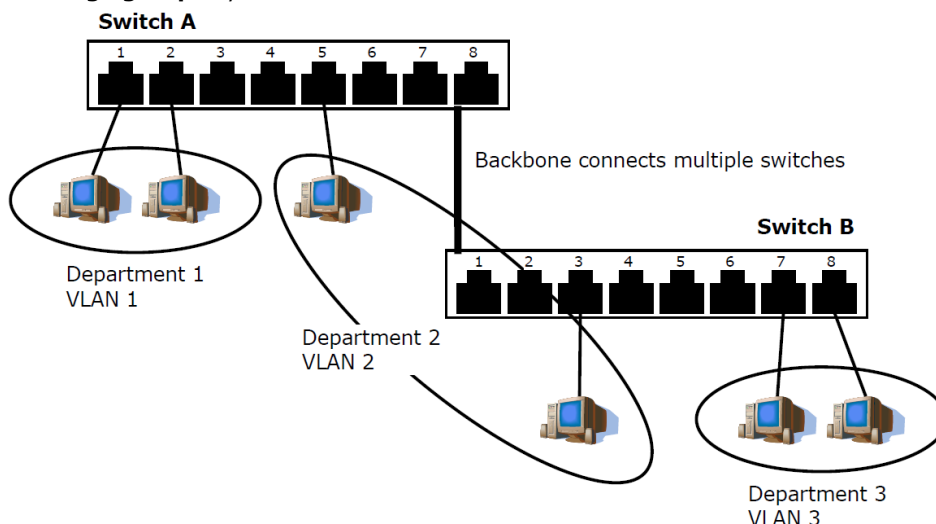 Switch A
1 2 3 4 5 6 7 8
Backbone connects multiple switches
Switch B
1 2 3 4 5 6 7 8
Department 1
VLAN 1
Department 2
VLAN 2
Department 3
VLAN 3